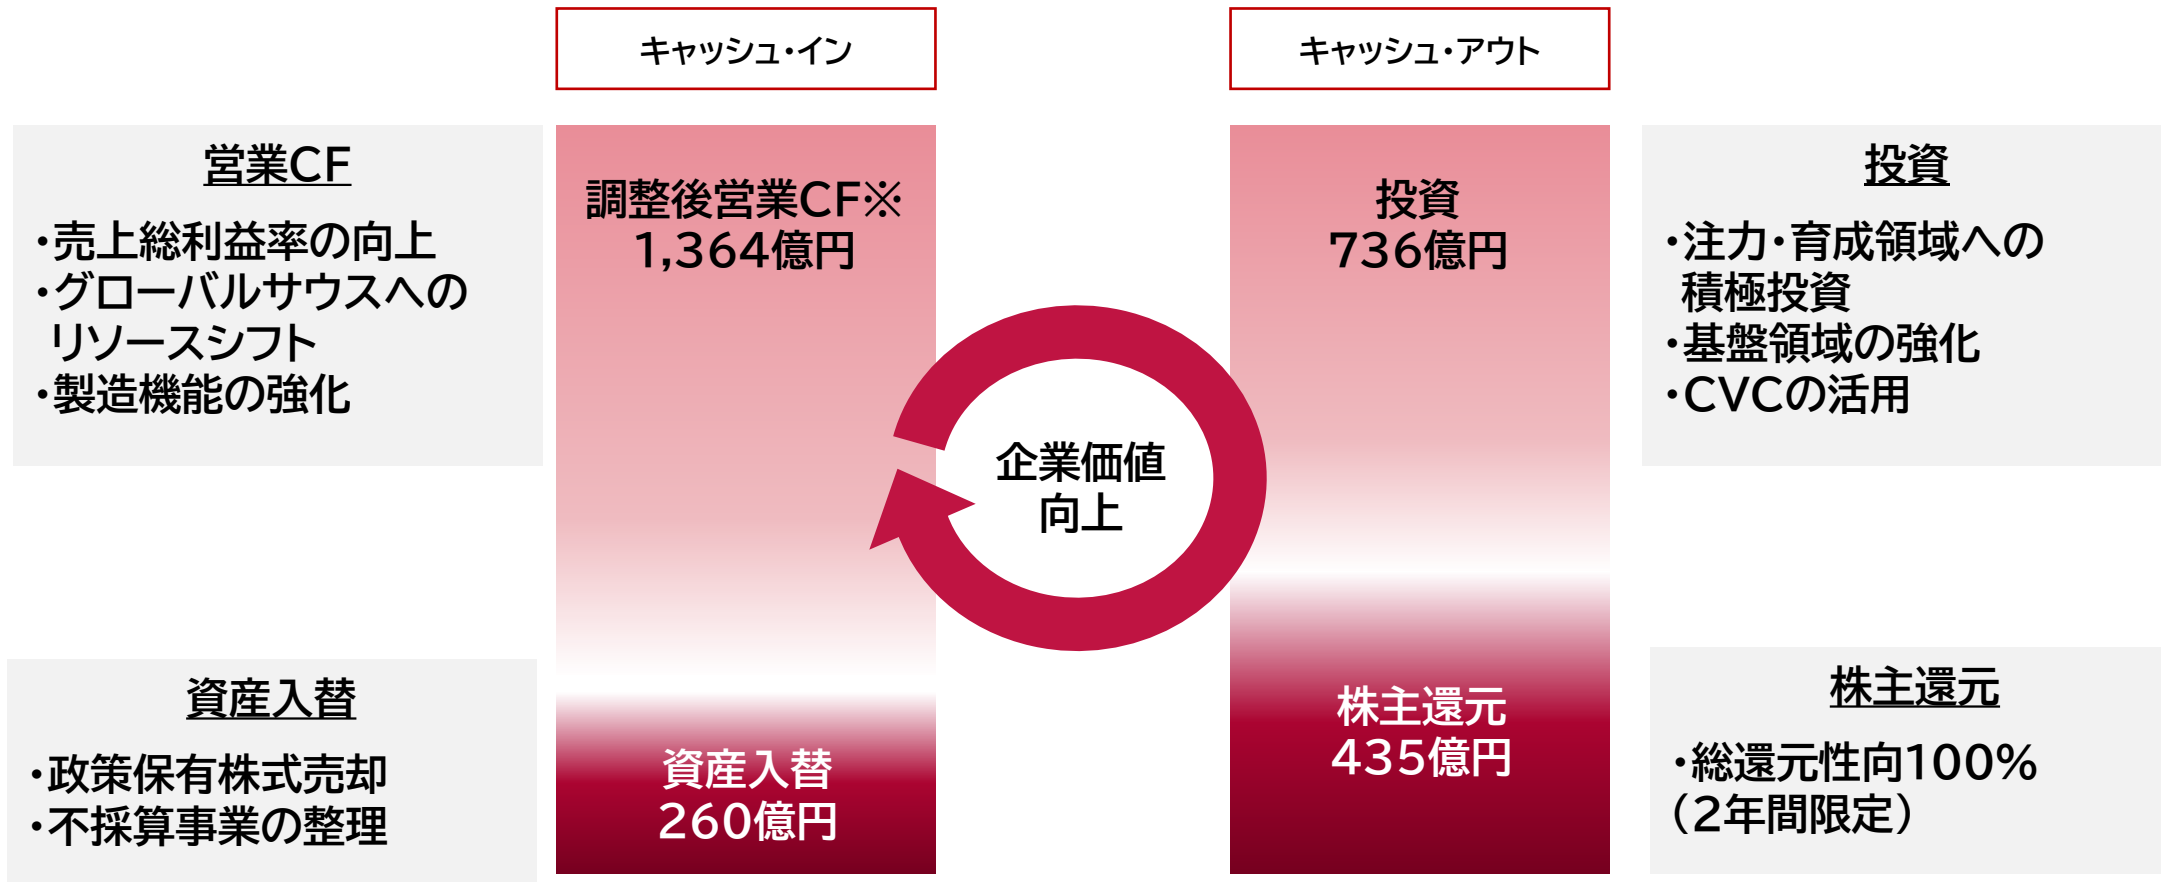 キャッシュ・イン
キャッシュ・アウト
営業CF
・売上総利益率の向上
・グローバルサウスへの
リソースシフト
・製造機能の強化
調整後営業CF※
1,364億円
投資
736億円
投資
・注力・育成領域への
積極投資
・基盤領域の強化
・CVCの活用
企業価値
向上
資産入替
・政策保有株式売却
・不採算事業の整理
資産入替
260億円
株主還元
435億円
株主還元
・総還元性向100%
（2年間限定）